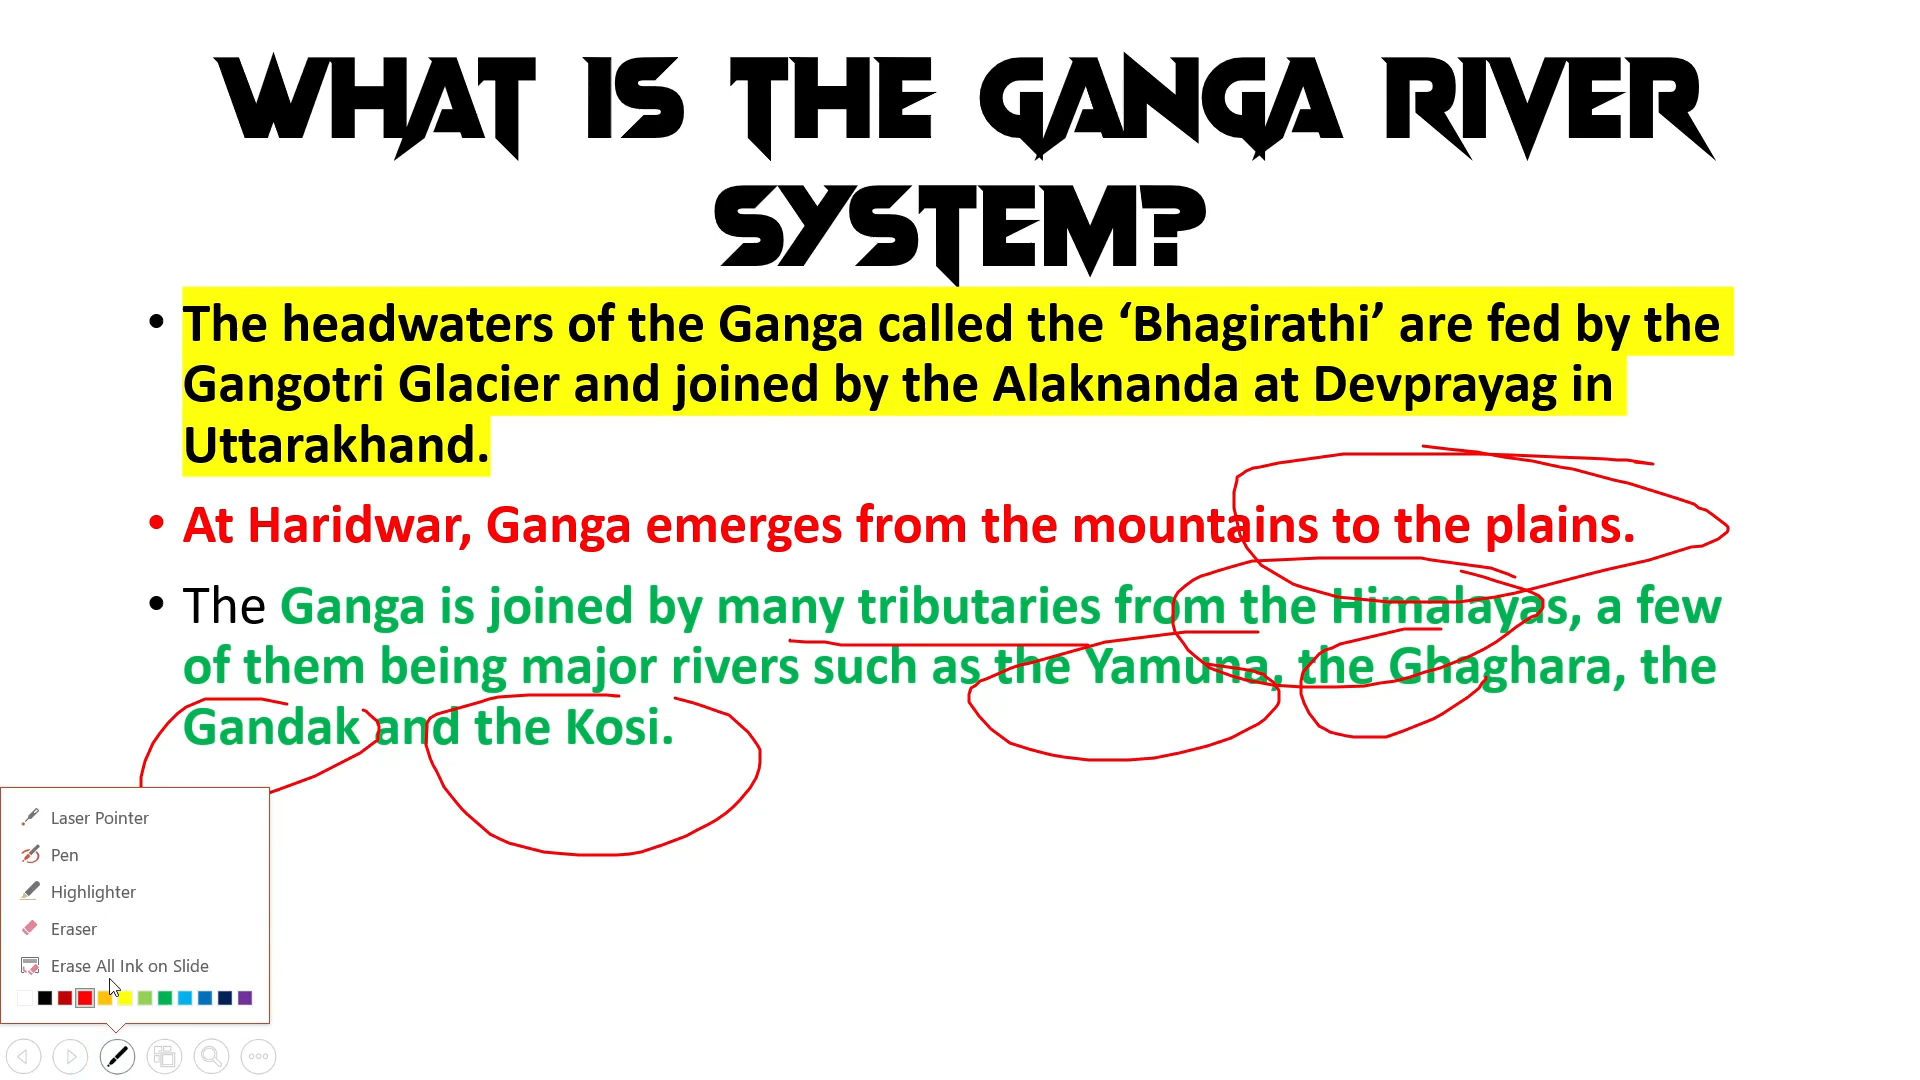 WHAT IS THE GANGA RIVER
SYSTEM?
• The headwaters of the Ganga called the ‘Bhagirathi’ are fed by the
Gangotri Glacier and joined by the Alaknanda at Devprayag in
Uttarakhand.
• At Haridwar, Ganga emerges from the mountains to the plains.
• The Ganga is joined by many tributaries from the Himalayas, a few
of them being major rivers such as the Yamuna, the Ghaghara, the
Gandak and the Kosi.
Laser Pointer
Pen
Highlighter
Eraser
Erase All Ink on Slide